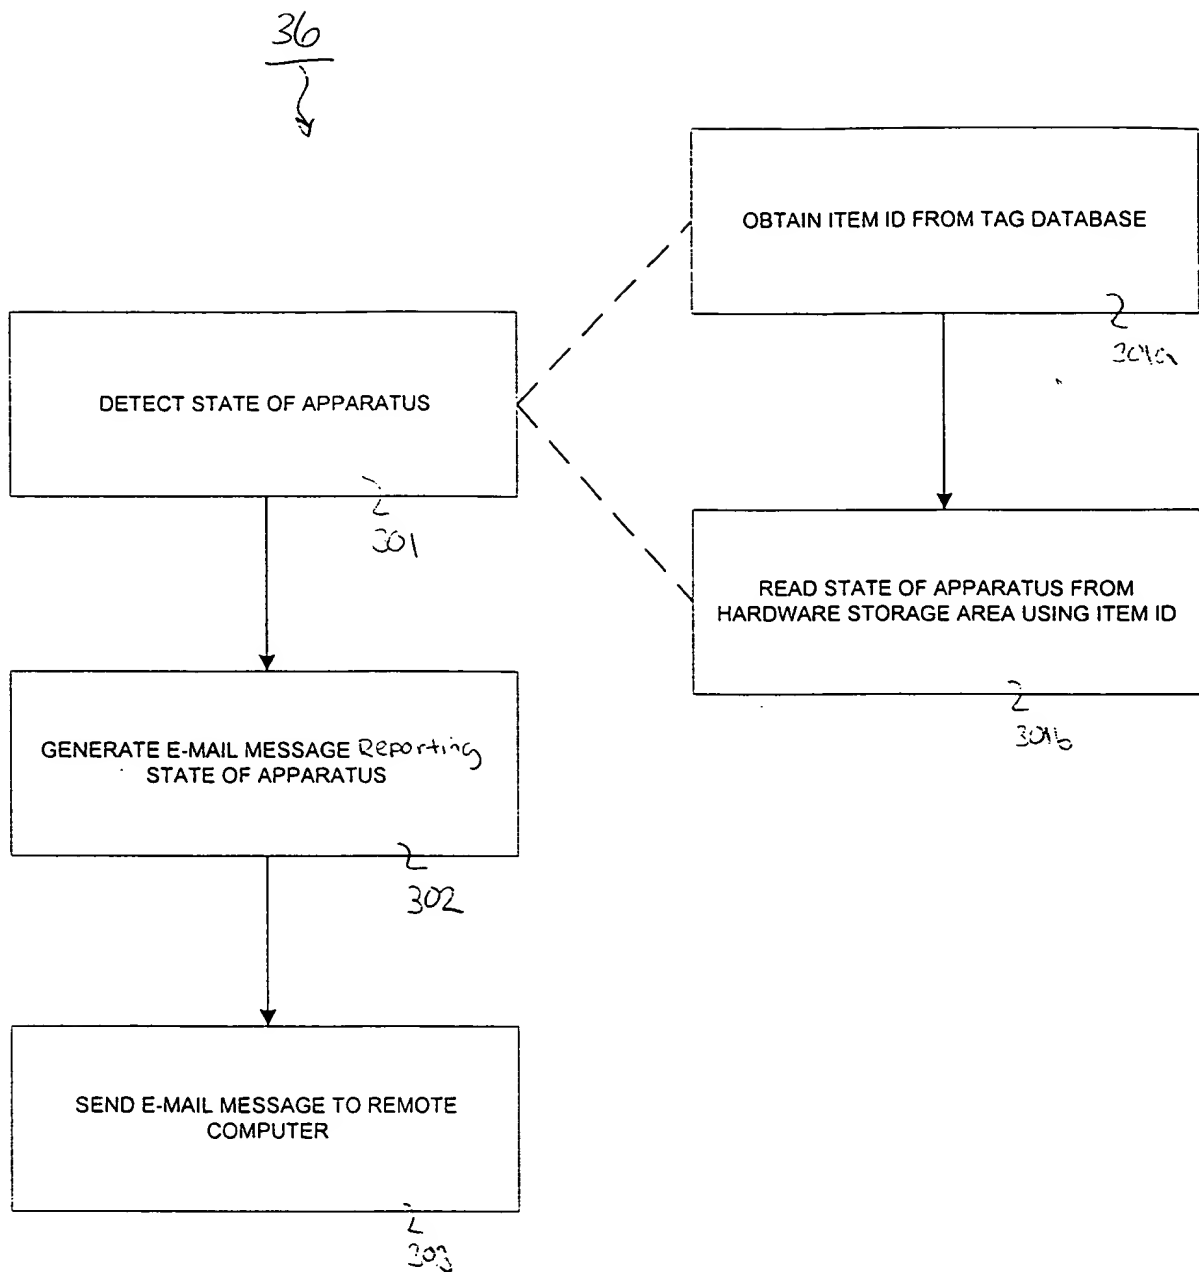 36
OBTAIN ITEM ID FROM TAG DATABASE
301a
DETECT STATE OF APPARATUS
301
READ STATE OF APPARATUS FROM
HARDWARE STORAGE AREA USING ITEM ID
301b
GENERATE E-MAIL MESSAGE Reporting
STATE OF APPARATUS
302
SEND E-MAIL MESSAGE TO REMOTE
COMPUTER
303